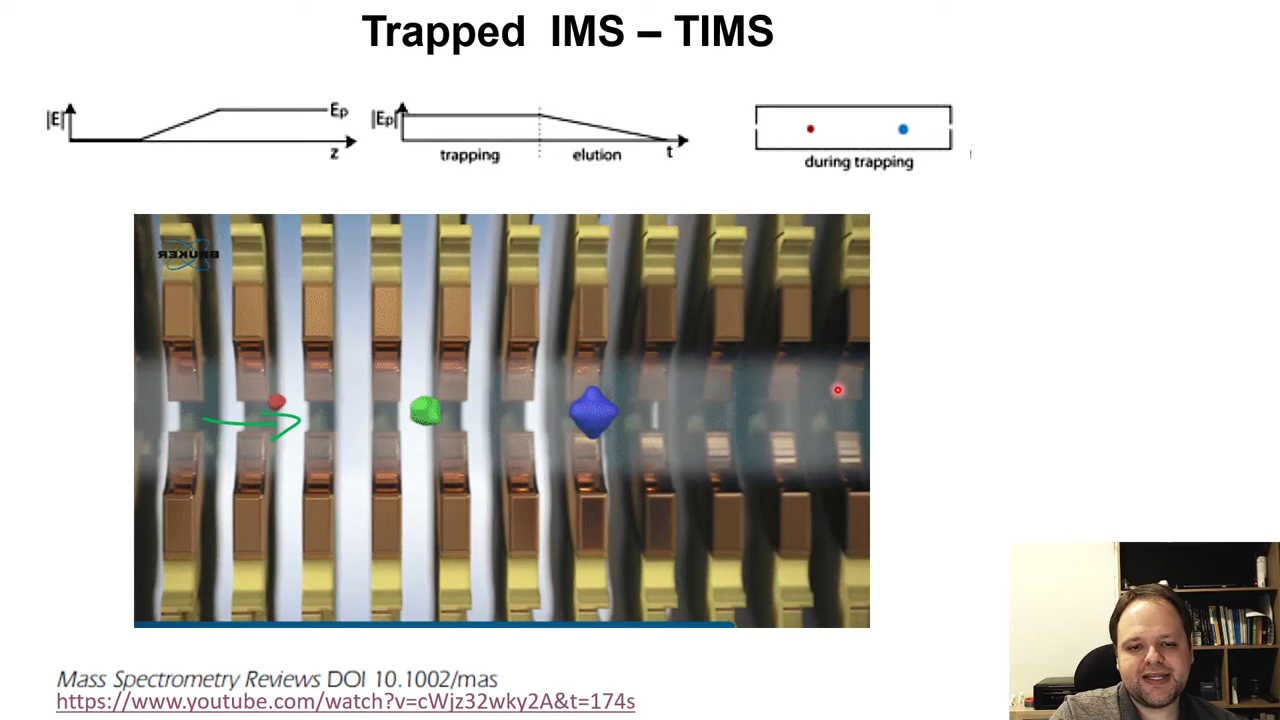 Trapped IMS – TIMS
|E|
Ep
z
|Ep|
trapping
elution
t
during trapping
BRUKER
Mass Spectrometry Reviews DOI 10.1002/mas
https://www.youtube.com/watch?v=cWjz32wky2A&t=174s